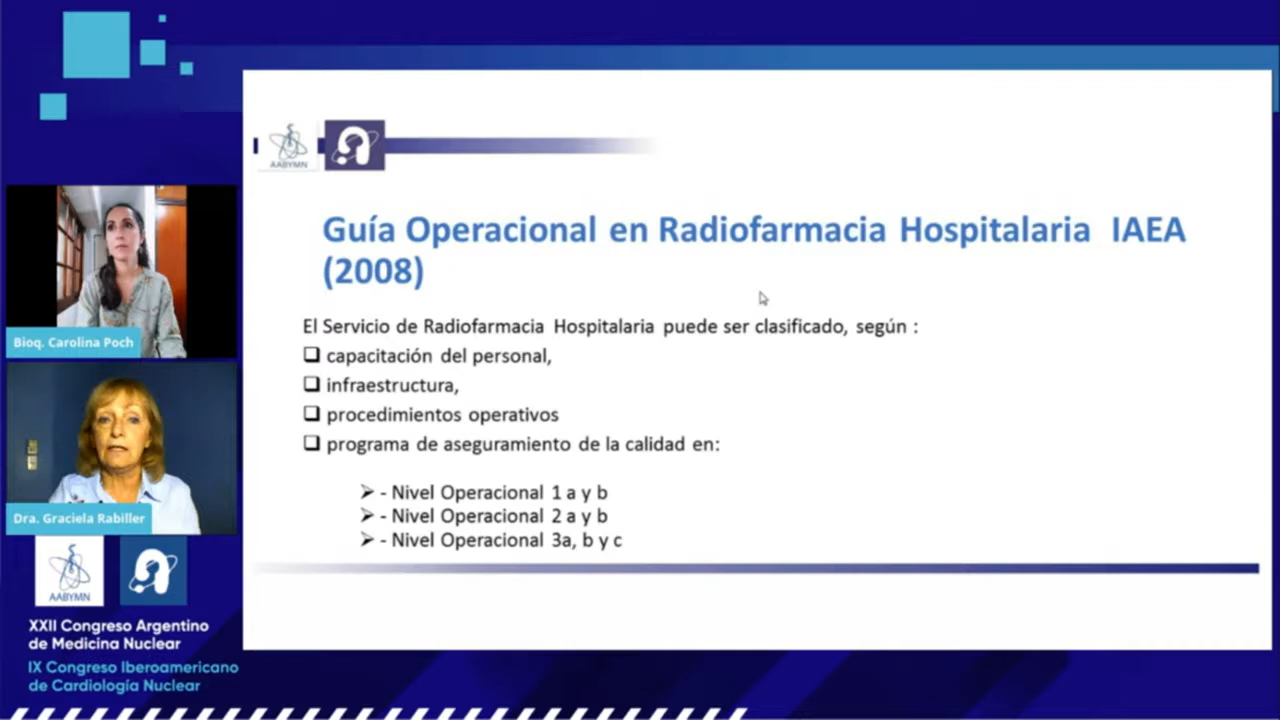 AABYMN
Guía Operacional en Radiofarmacia Hospitalaria IAEA
(2008)
El Servicio de Radiofarmacia Hospitalaria puede ser clasificado, según :
❑ capacitación del personal,
❑ infraestructura,
❑ procedimientos operativos
❑ programa de aseguramiento de la calidad en:
➢ - Nivel Operacional 1 a y b
➢ - Nivel Operacional 2 a y b
➢ - Nivel Operacional 3a, b y c
Bioq. Carolina Poch
Dra. Graciela Rabiller
AABYMN
XXII Congreso Argentino
de Medicina Nuclear
IX Congreso Iberoamericano
de Cardiología Nuclear